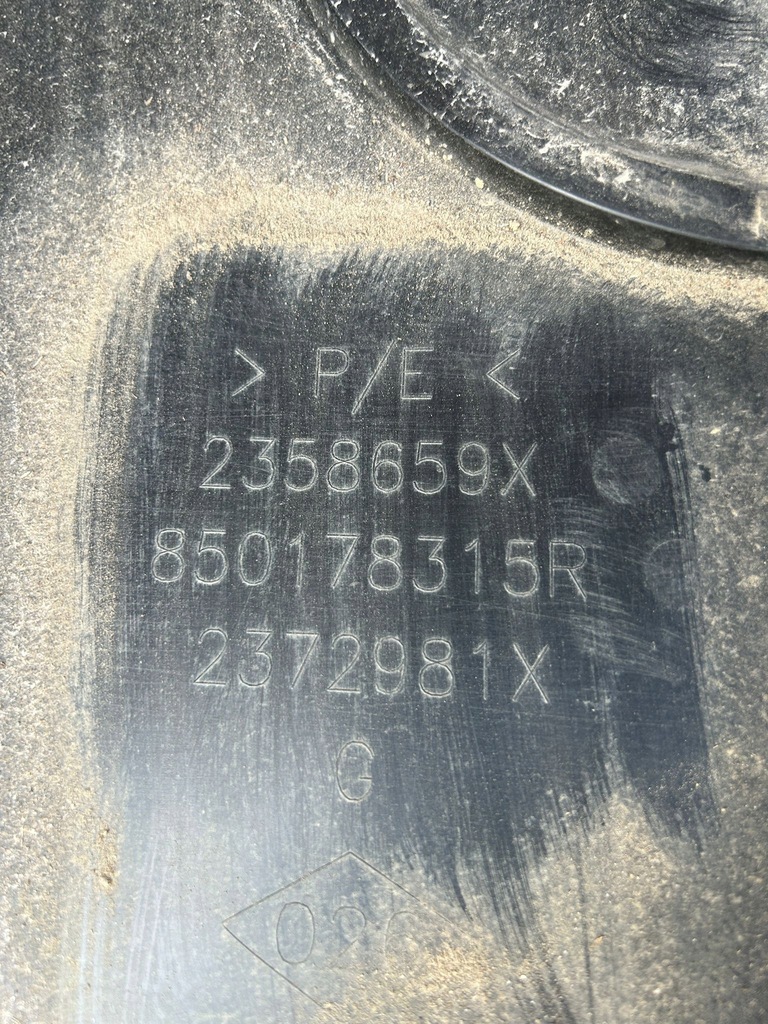 > P/E <
2358659X
850178315R
2372981X
G